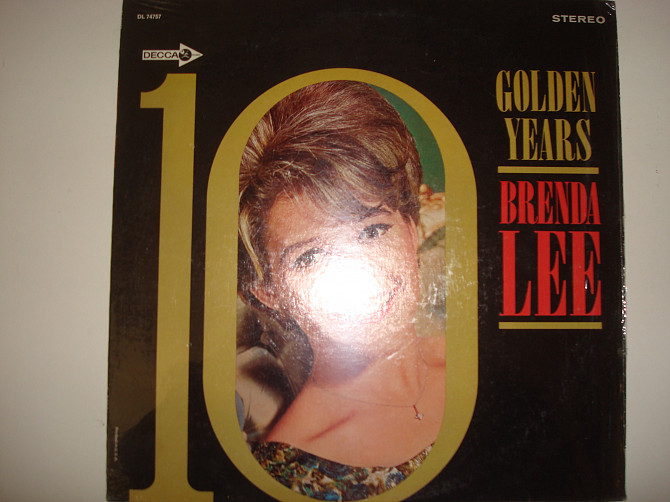 DL 74757
STEREO
DECCA
10
GOLDEN
YEARS
BRENDA
LEE